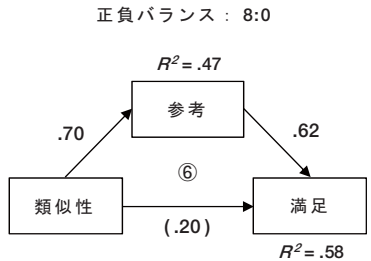 正負バランス： 8:0
R² = .47
参考
.70
.62
⑥
類似性
満足
(.20)
R² = .58